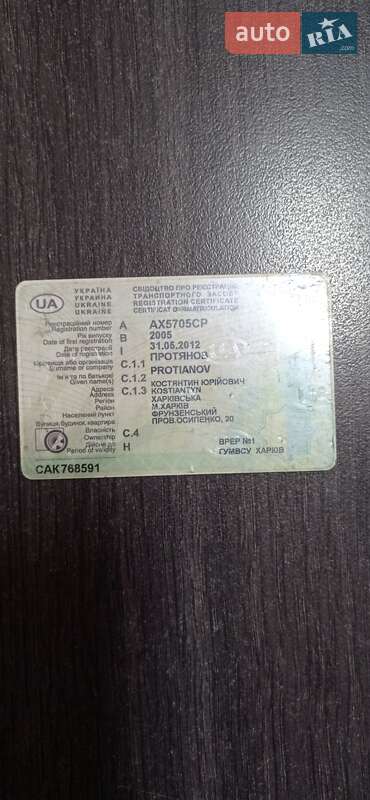 auto RIA.com
УКРАЇНА
УКРАИНА
UKRAINE
UA
СВІДОЦТВО ПРО РЕЄСТРАЦІЮ
ТРАНСПОРТНОГО ЗАСОБУ
REGISTRATION CERTIFICATE
Реєстраційний номер A AX5705CP
Registration number
Рік випуску B 2005
Date of first registration
Дата реєстрації I 31.05.2012
Date of registration
Прізвище або організація C.1.1 ПРОТЯНОВ
Surname or company PROTIANOV
Ім'я та по батькові C.1.2 КОСТЯНТИН ЮРІЙОВИЧ
Given name(s) KOSTIANTYN
Адреса C.1.3 ХАРКІВСЬКА
Address
Регіон М.ХАРКІВ
Район ФРУНЗЕНСЬКИЙ
Населений пункт ПРОВ.ОСИПЕНКО, 20
Вулиця, будинок, квартира
Власність C.4
Ownership
Дійсне до H ВРЕР №1
Period of validity ГУМВСУ ХАРКІВ
CAK768591